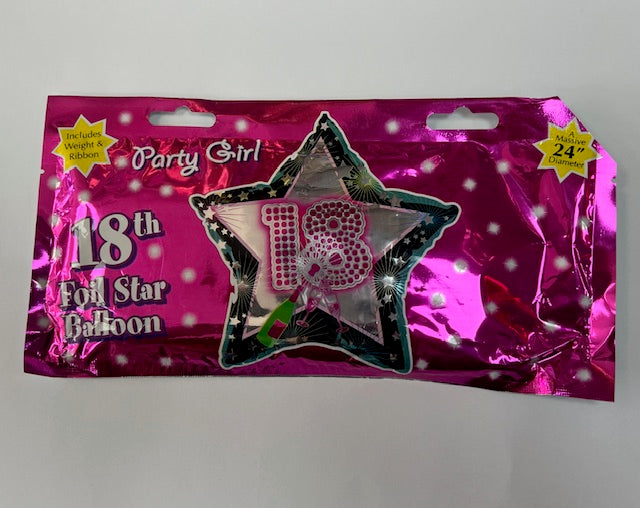 Includes
Weight &
Ribbon
Party Girl
A
Massive
24"
Diameter
18th
Foil Star
Balloon
18